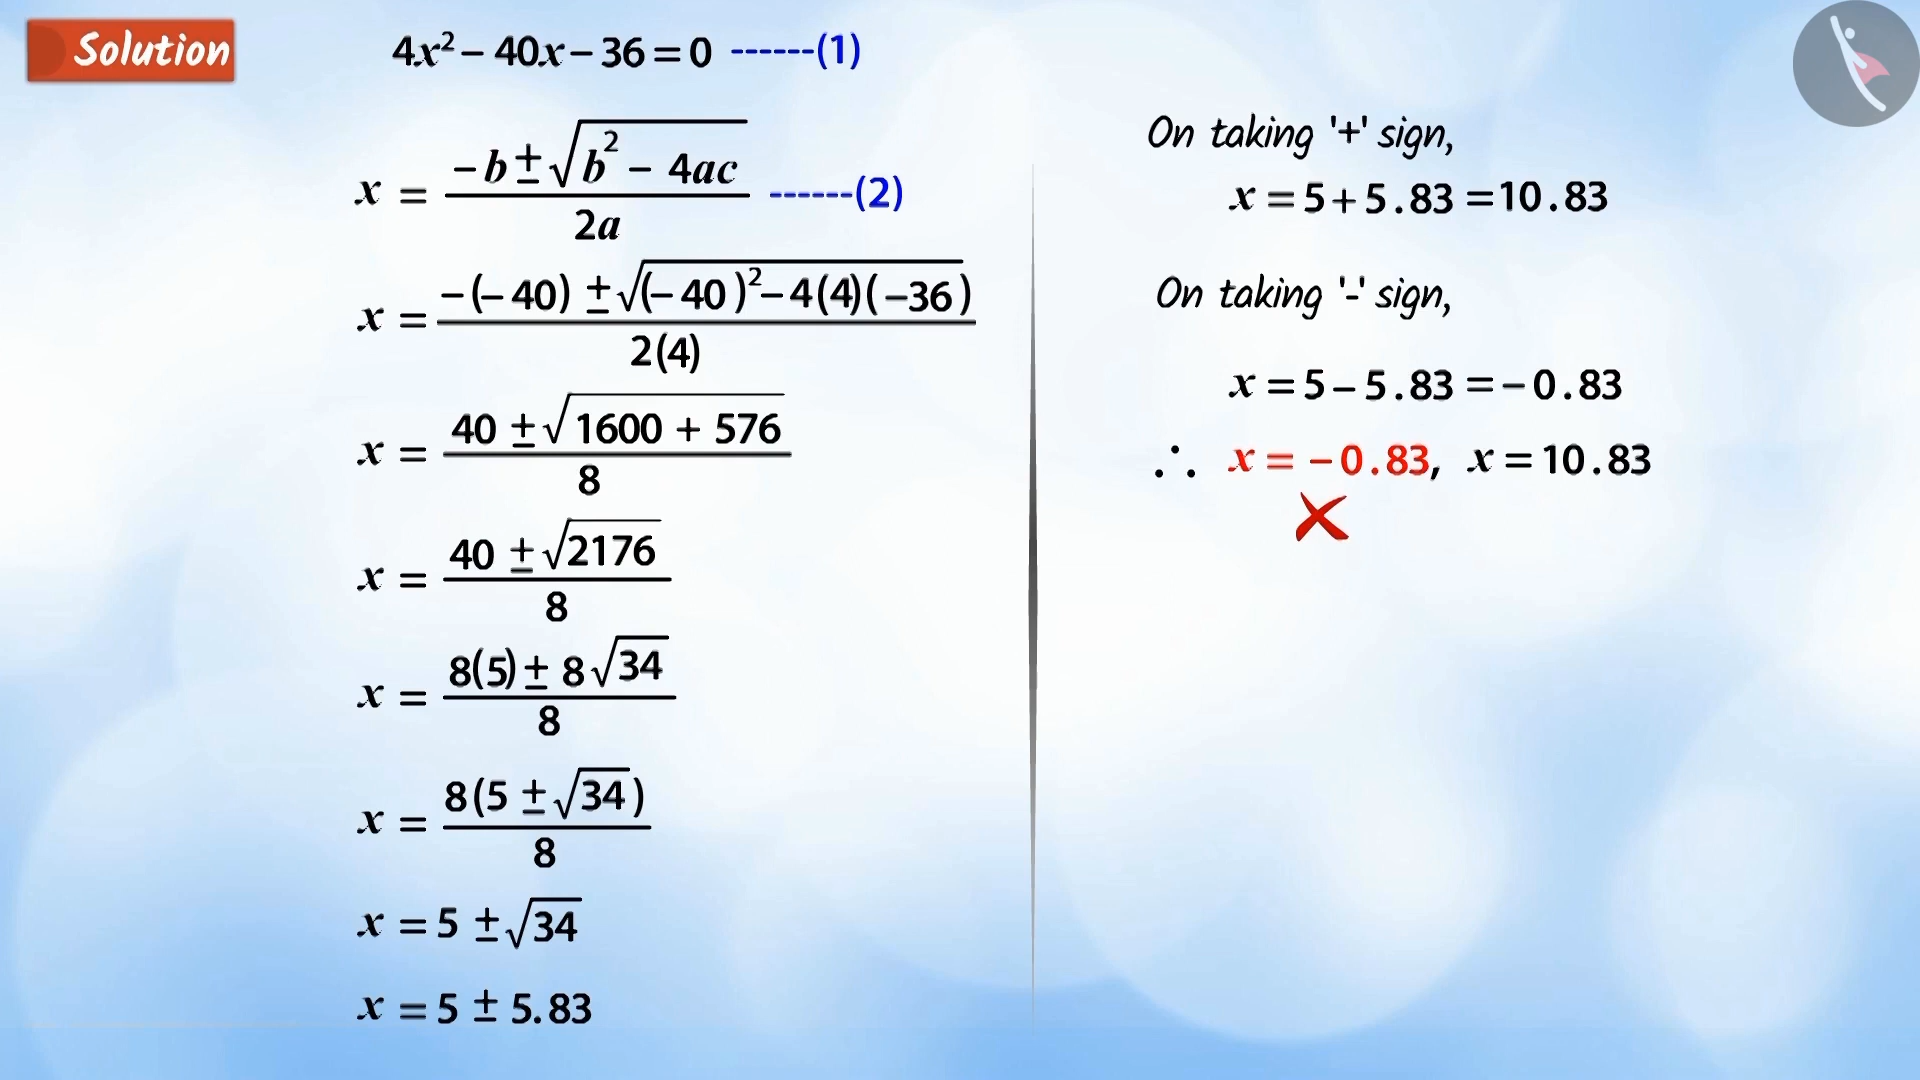 Solution
4x² − 40x − 36 = 0 ------(1)
x = (−b ± √(b² − 4ac)) / 2a ------(2)
x = (−(−40) ± √((−40)² − 4(4)(−36))) / 2(4)
x = (40 ± √(1600 + 576)) / 8
x = (40 ± √2176) / 8
x = (8(5) ± 8√34) / 8
x = 8(5 ± √34) / 8
x = 5 ± √34
x = 5 ± 5.83
On taking '+' sign,
x = 5 + 5.83 = 10.83
On taking '-' sign,
x = 5 − 5.83 = −0.83
∴ x = −0.83, x = 10.83